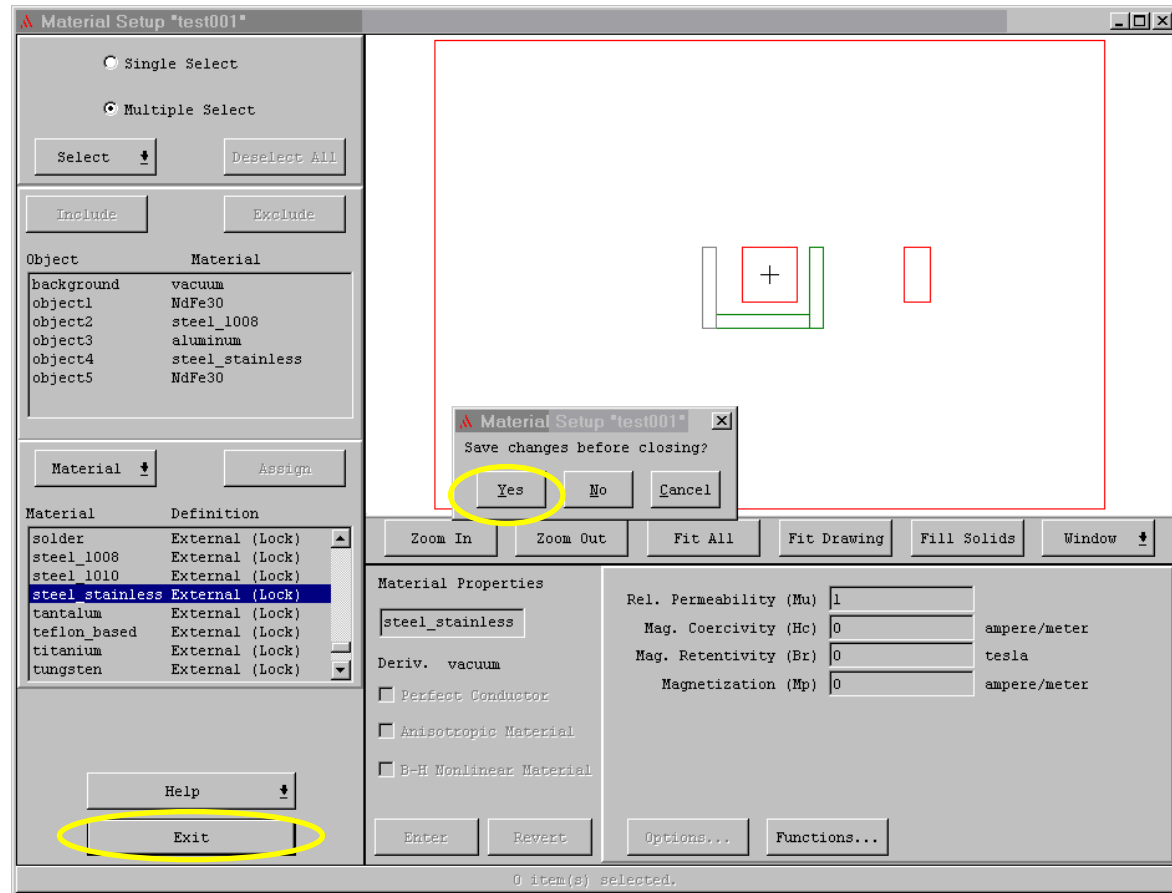 Material Setup "test001"
Single Select
Multiple Select
Select
Deselect All
Include
Exclude
Object Material
background vacuum
object1 NdFe30
object2 steel_1008
object3 aluminum
object4 steel_stainless
object5 NdFe30
Material
Assign
Material Definition
solder External (Lock)
steel_1008 External (Lock)
steel_1010 External (Lock)
steel_stainless External (Lock)
tantalum External (Lock)
teflon_based External (Lock)
titanium External (Lock)
tungsten External (Lock)
Help
Exit
Material Setup "test001"
Save changes before closing?
Yes No Cancel
Zoom In Zoom Out Fit All Fit Drawing Fill Solids Window
Material Properties
steel_stainless
Deriv. vacuum
Perfect Conductor
Anisotropic Material
B-H Nonlinear Material
Enter Revert
Rel. Permeability (Mu) 1
Mag. Coercivity (Hc) 0 ampere/meter
Mag. Retentivity (Br) 0 tesla
Magnetization (Mp) 0 ampere/meter
Options... Functions...
0 item(s) selected.